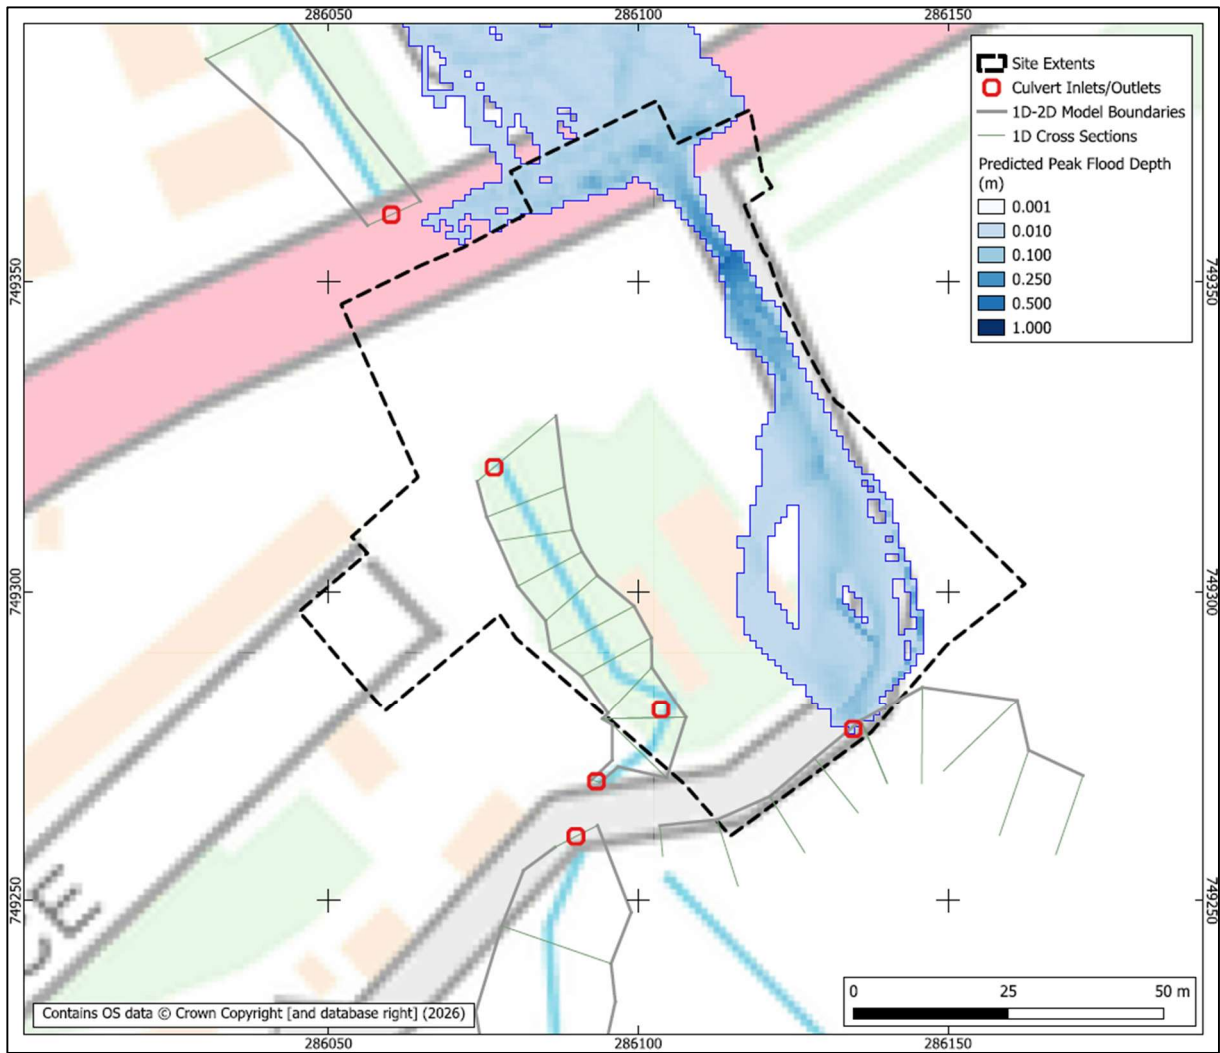 286050 286100 286150
Site Extents
Culvert Inlets/Outlets
1D-2D Model Boundaries
1D Cross Sections
Predicted Peak Flood Depth
(m)
0.001
0.010
0.100
0.250
0.500
1.000
749350 749350
749300 749300
749250 749250
CE
0 25 50 m
Contains OS data © Crown Copyright [and database right] (2026)
286050 286100 286150